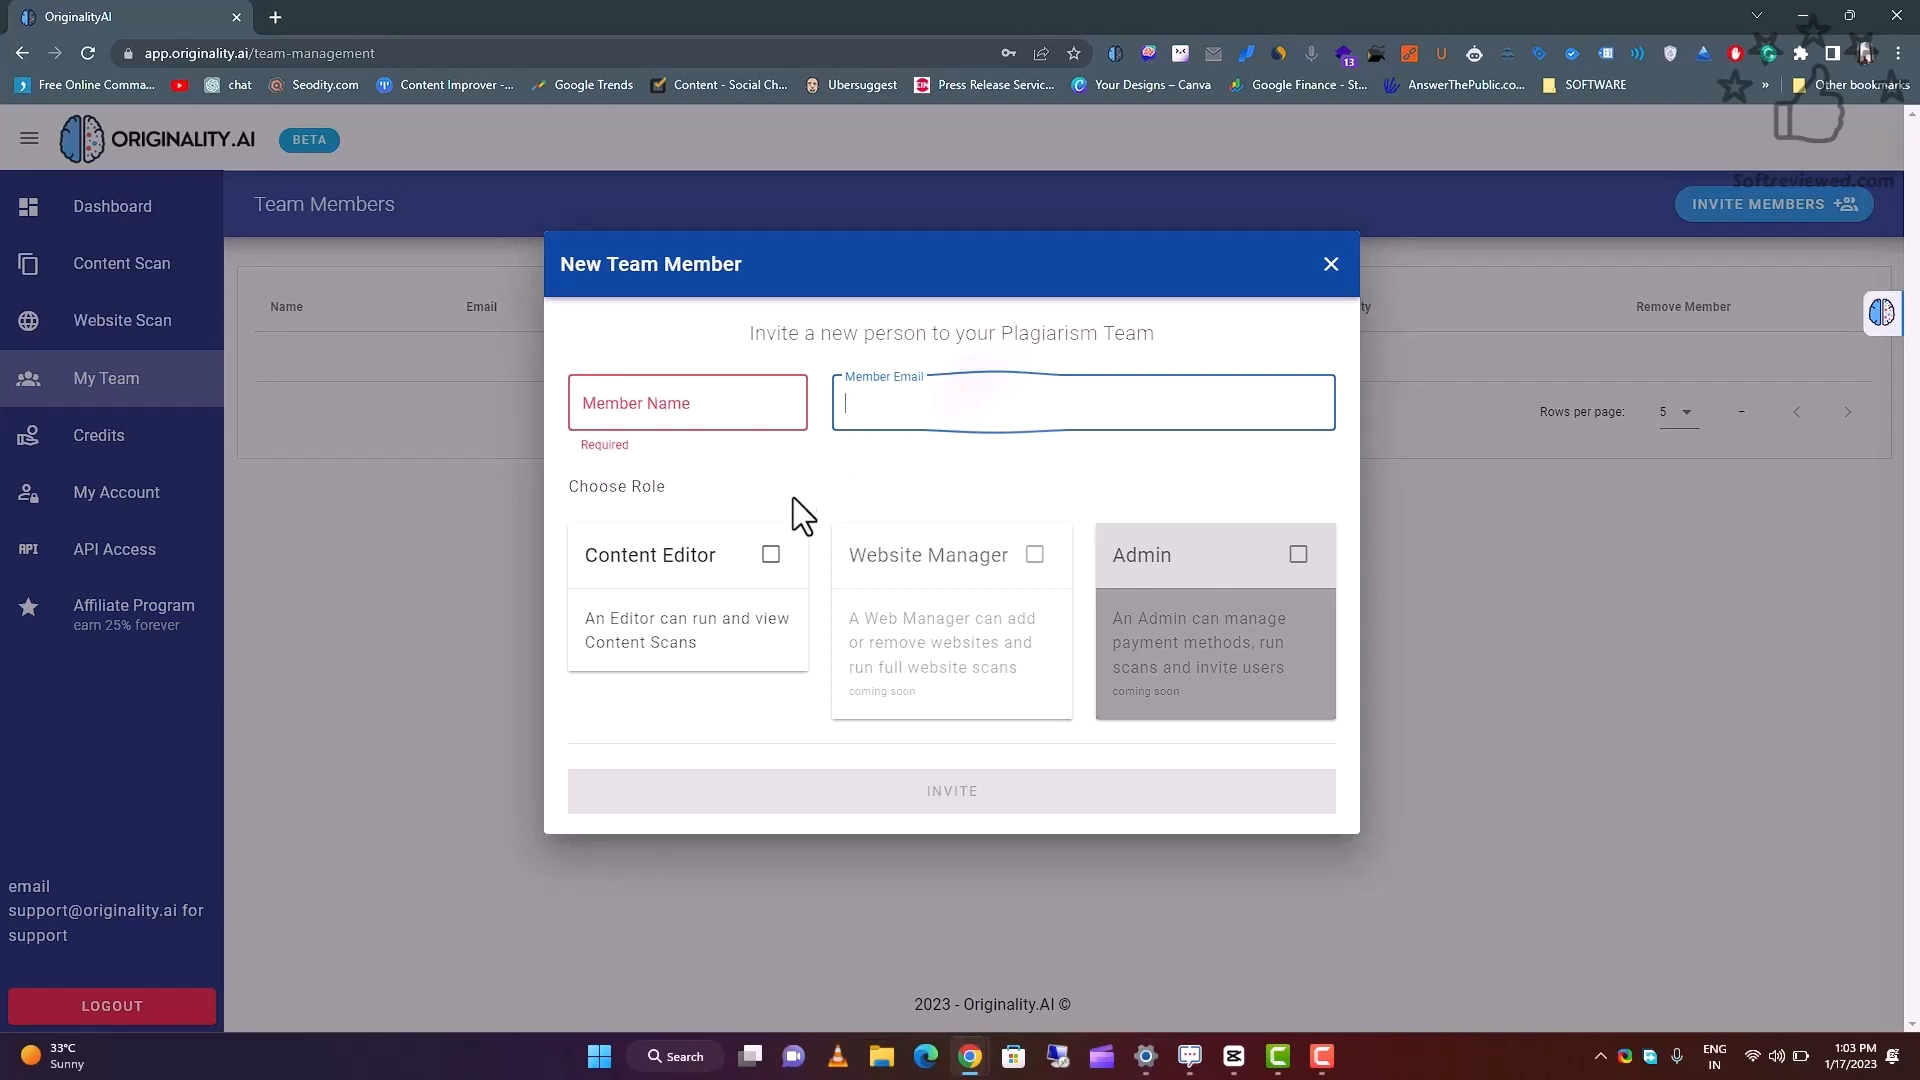 OriginalityAI
app.originality.ai/team-management
13
Free Online Comma...
chat
Seodity.com
Content Improver -...
Google Trends
Content - Social Ch...
Ubersuggest
Press Release Servic...
Your Designs – Canva
Google Finance - St...
AnswerThePublic.co...
SOFTWARE
»
Other bookmarks
ORIGINALITY.AI
BETA
Softreviewed.com
Dashboard
Content Scan
Website Scan
My Team
Credits
My Account
API
API Access
Affiliate Program
earn 25% forever
email
support@originality.ai for
support
LOGOUT
Team Members
INVITE MEMBERS
Name
Email
ty
Remove Member
Rows per page:
5
–
New Team Member
Invite a new person to your Plagiarism Team
Member Name
Required
Member Email
Choose Role
Content Editor
An Editor can run and view
Content Scans
Website Manager
A Web Manager can add
or remove websites and
run full website scans
coming soon
Admin
An Admin can manage
payment methods, run
scans and invite users
coming soon
INVITE
2023 - Originality.AI ©
33°C
Sunny
Search
ENG
IN
1:03 PM
1/17/2023